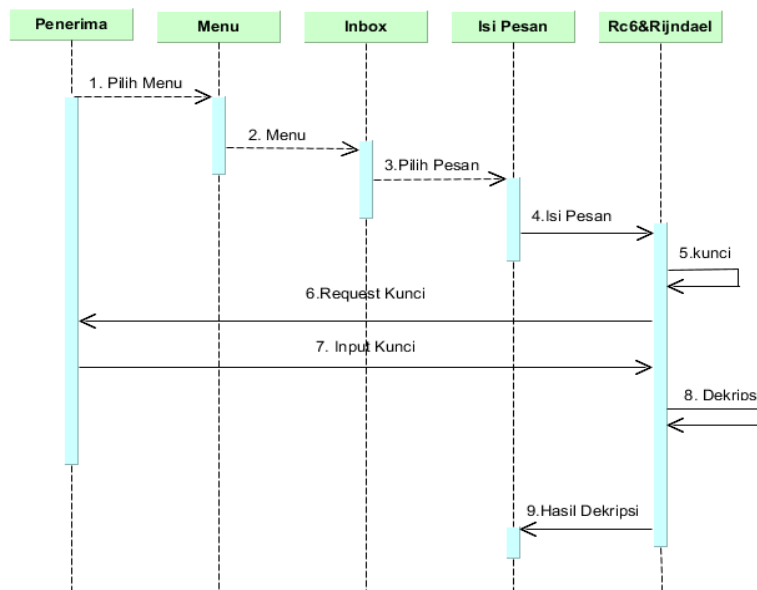 Penerima
Menu
Inbox
Isi Pesan
Rc6&Rijndael
1. Pilih Menu
2. Menu
3.Pilih Pesan
4.Isi Pesan
5.kunci
6.Request Kunci
7. Input Kunci
8. Dekrips
9.Hasil Dekripsi